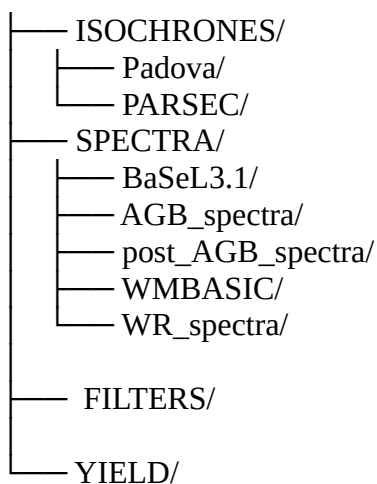 ISOCHRONES/
Padova/
PARSEC/
SPECTRA/
BaSeL3.1/
AGB_spectra/
post_AGB_spectra/
WMBASIC/
WR_spectra/
FILTERS/
YIELD/